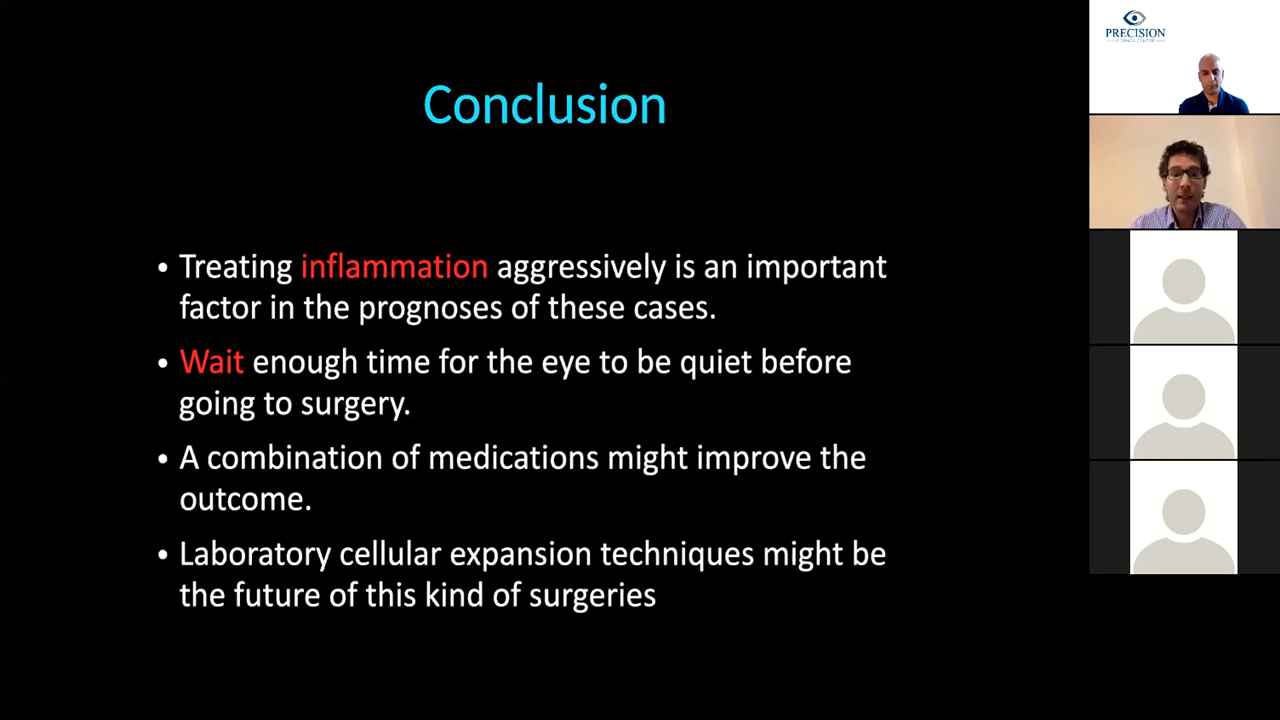 Conclusion
• Treating inflammation aggressively is an important
factor in the prognoses of these cases.
• Wait enough time for the eye to be quiet before
going to surgery.
• A combination of medications might improve the
outcome.
• Laboratory cellular expansion techniques might be
the future of this kind of surgeries
PRECISION